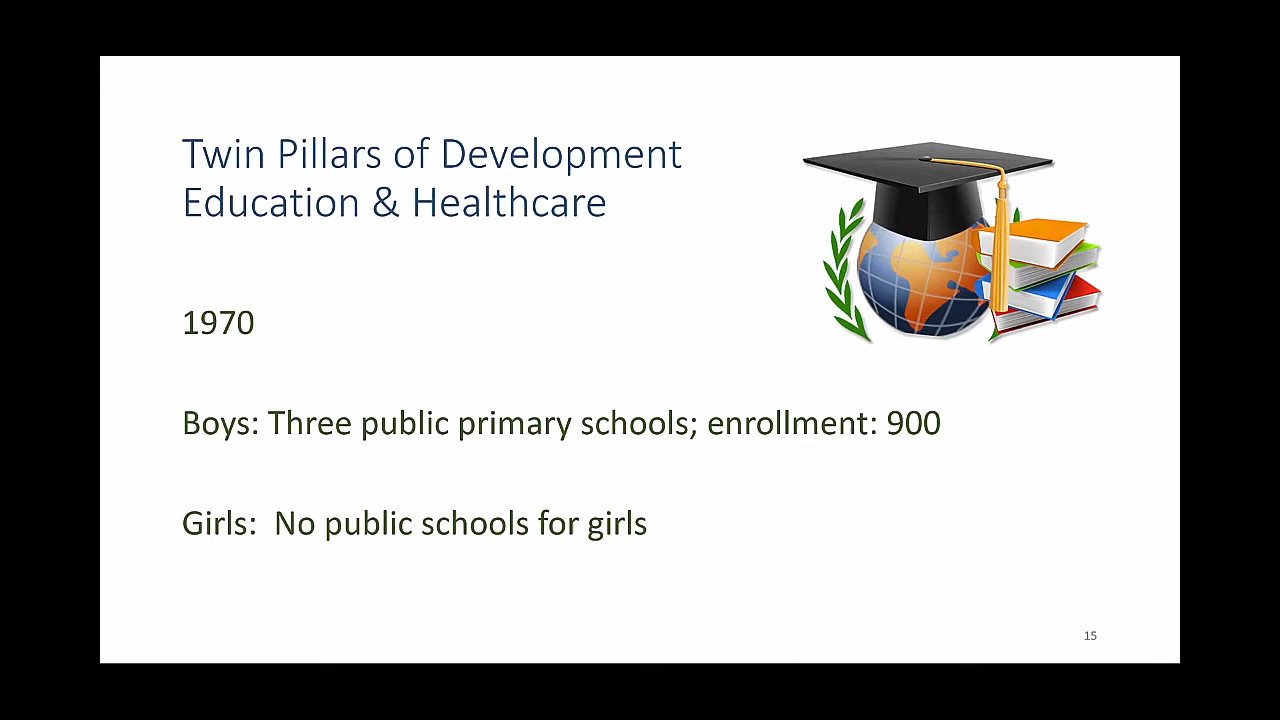 Twin Pillars of Development
Education & Healthcare
1970
Boys: Three public primary schools; enrollment: 900
Girls:  No public schools for girls
15